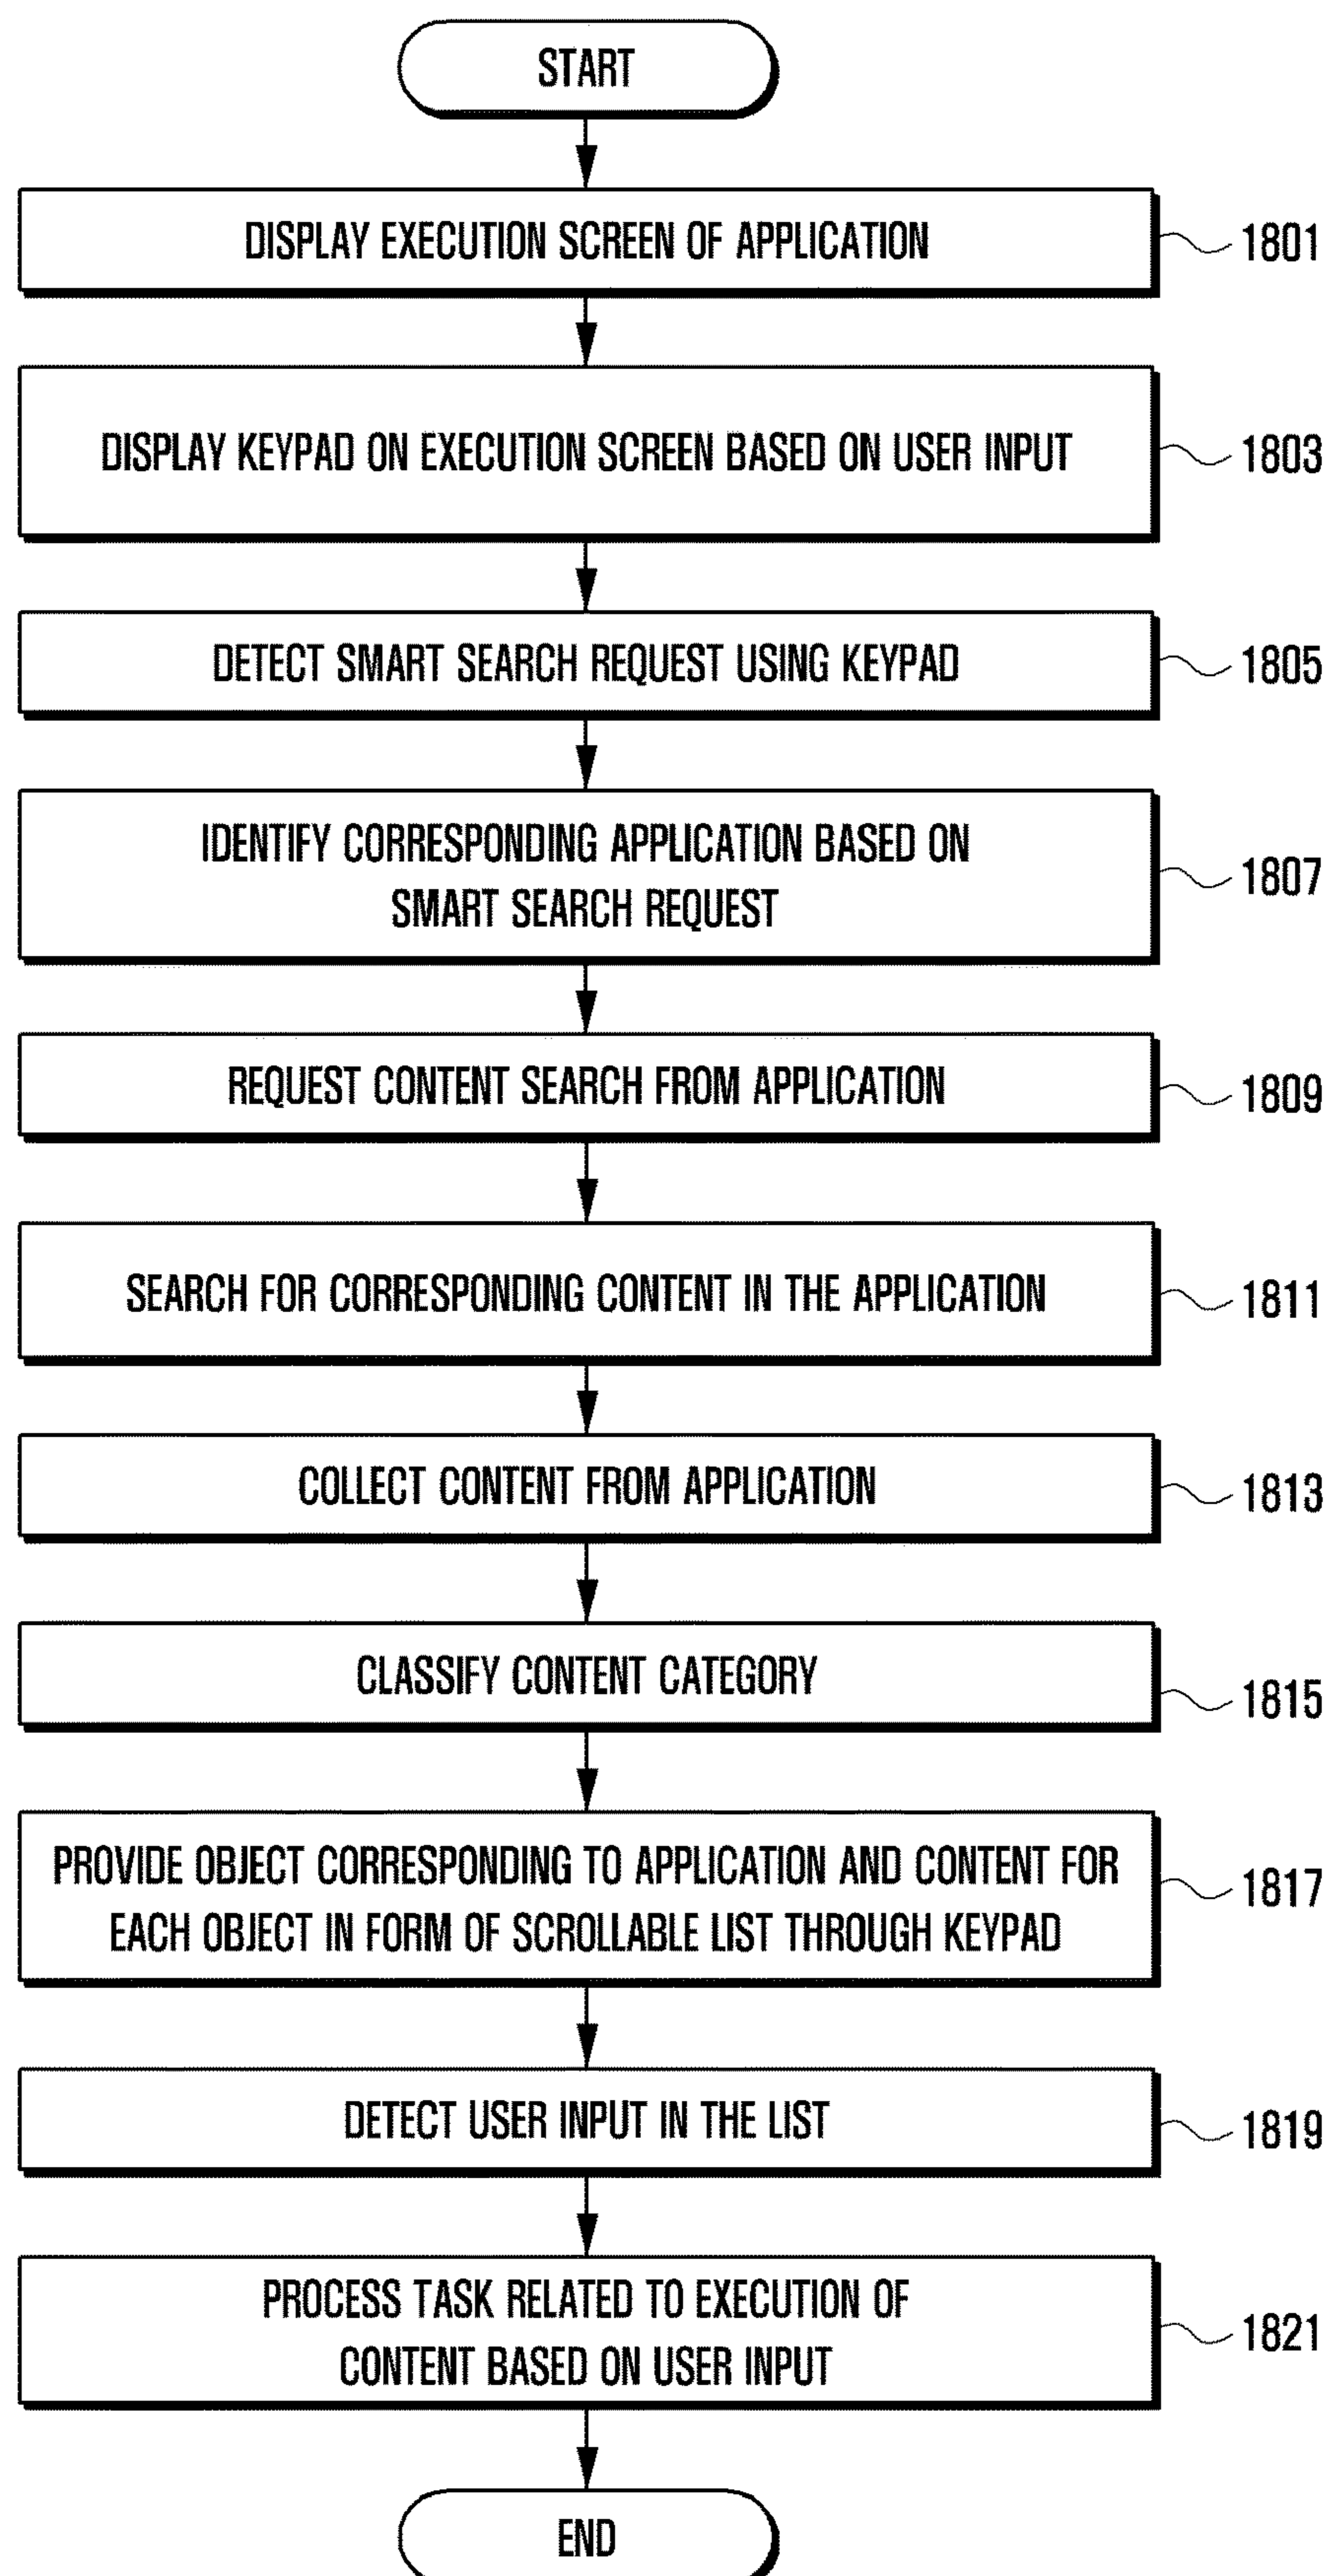 START
DISPLAY EXECUTION SCREEN OF APPLICATION
1801
DISPLAY KEYPAD ON EXECUTION SCREEN BASED ON USER INPUT
1803
DETECT SMART SEARCH REQUEST USING KEYPAD
1805
IDENTIFY CORRESPONDING APPLICATION BASED ON
SMART SEARCH REQUEST
1807
REQUEST CONTENT SEARCH FROM APPLICATION
1809
SEARCH FOR CORRESPONDING CONTENT IN THE APPLICATION
1811
COLLECT CONTENT FROM APPLICATION
1813
CLASSIFY CONTENT CATEGORY
1815
PROVIDE OBJECT CORRESPONDING TO APPLICATION AND CONTENT FOR
EACH OBJECT IN FORM OF SCROLLABLE LIST THROUGH KEYPAD
1817
DETECT USER INPUT IN THE LIST
1819
PROCESS TASK RELATED TO EXECUTION OF
CONTENT BASED ON USER INPUT
1821
END